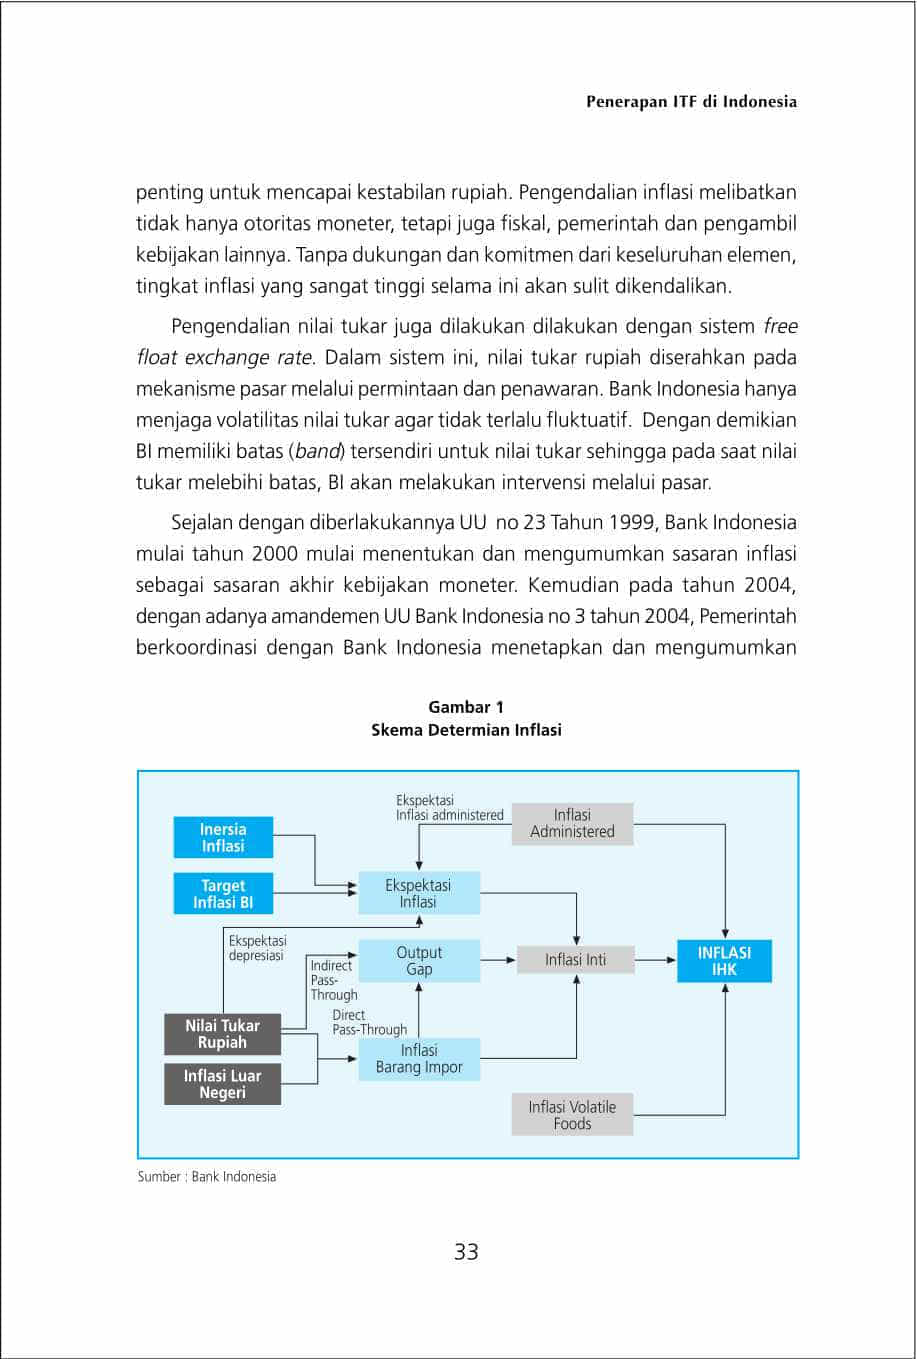 Penerapan ITF di Indonesia
penting untuk mencapai kestabilan rupiah. Pengendalian inflasi melibatkan
tidak hanya otoritas moneter, tetapi juga fiskal, pemerintah dan pengambil
kebijakan lainnya. Tanpa dukungan dan komitmen dari keseluruhan elemen,
tingkat inflasi yang sangat tinggi selama ini akan sulit dikendalikan.
Pengendalian nilai tukar juga dilakukan dilakukan dengan sistem free
float exchange rate. Dalam sistem ini, nilai tukar rupiah diserahkan pada
mekanisme pasar melalui permintaan dan penawaran. Bank Indonesia hanya
menjaga volatilitas nilai tukar agar tidak terlalu fluktuatif. Dengan demikian
BI memiliki batas (band) tersendiri untuk nilai tukar sehingga pada saat nilai
tukar melebihi batas, BI akan melakukan intervensi melalui pasar.
Sejalan dengan diberlakukannya UU no 23 Tahun 1999, Bank Indonesia
mulai tahun 2000 mulai menentukan dan mengumumkan sasaran inflasi
sebagai sasaran akhir kebijakan moneter. Kemudian pada tahun 2004,
dengan adanya amandemen UU Bank Indonesia no 3 tahun 2004, Pemerintah
berkoordinasi dengan Bank Indonesia menetapkan dan mengumumkan
Gambar 1
Skema Determian Inflasi
Ekspektasi
Inflasi administered
Inflasi
Administered
Inersia
Inflasi
Target
Inflasi BI
Ekspektasi
Inflasi
Ekspektasi
depresiasi
Indirect
Pass-
Through
Output
Gap
Inflasi Inti
INFLASI
IHK
Direct
Pass-Through
Nilai Tukar
Rupiah
Inflasi
Barang Impor
Inflasi Luar
Negeri
Inflasi Volatile
Foods
Sumber : Bank Indonesia
33